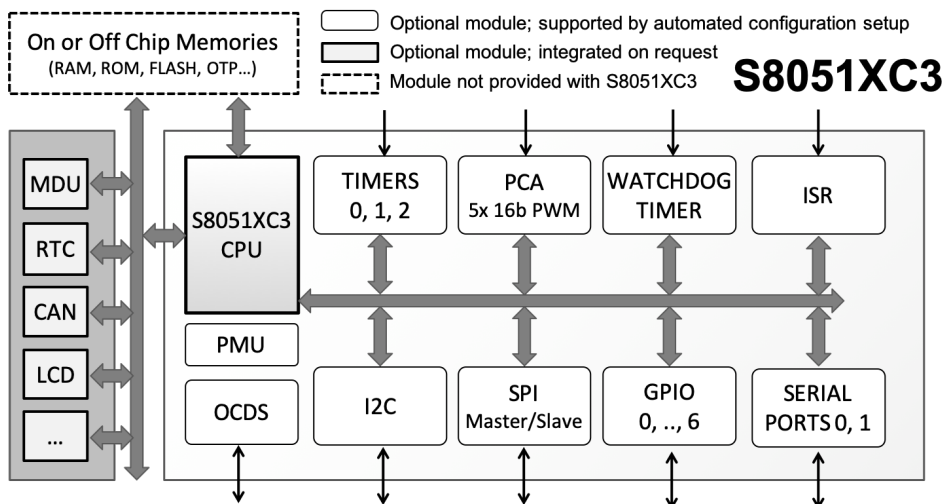 On or Off Chip Memories
(RAM, ROM, FLASH, OTP...)
Optional module; supported by automated configuration setup
Optional module; integrated on request
Module not provided with S8051XC3
S8051XC3
MDU
RTC
CAN
LCD
...
S8051XC3
CPU
PMU
OCDS
TIMERS
0, 1, 2
PCA
5x 16b PWM
WATCHDOG
TIMER
ISR
I2C
SPI
Master/Slave
GPIO
0, .., 6
SERIAL
PORTS 0, 1